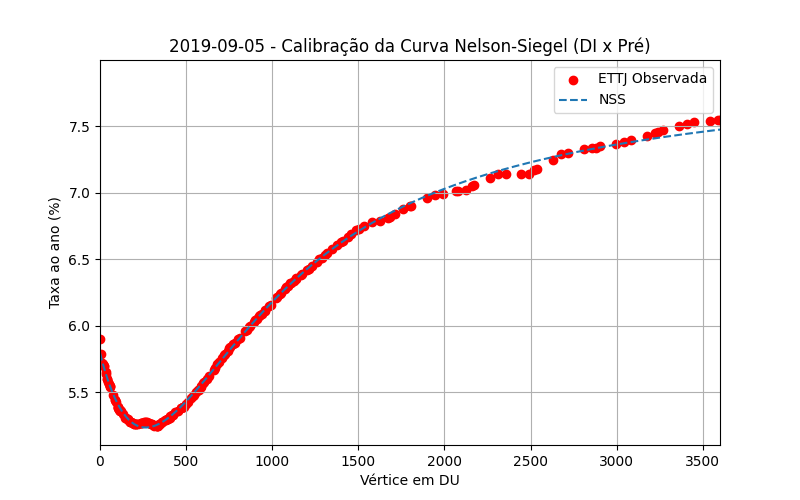 2019-09-05 - Calibração da Curva Nelson-Siegel (DI x Pré)
ETTJ Observada
NSS
Taxa ao ano (%)
7.5
7.0
6.5
6.0
5.5
0 500 1000 1500 2000 2500 3000 3500
Vértice em DU